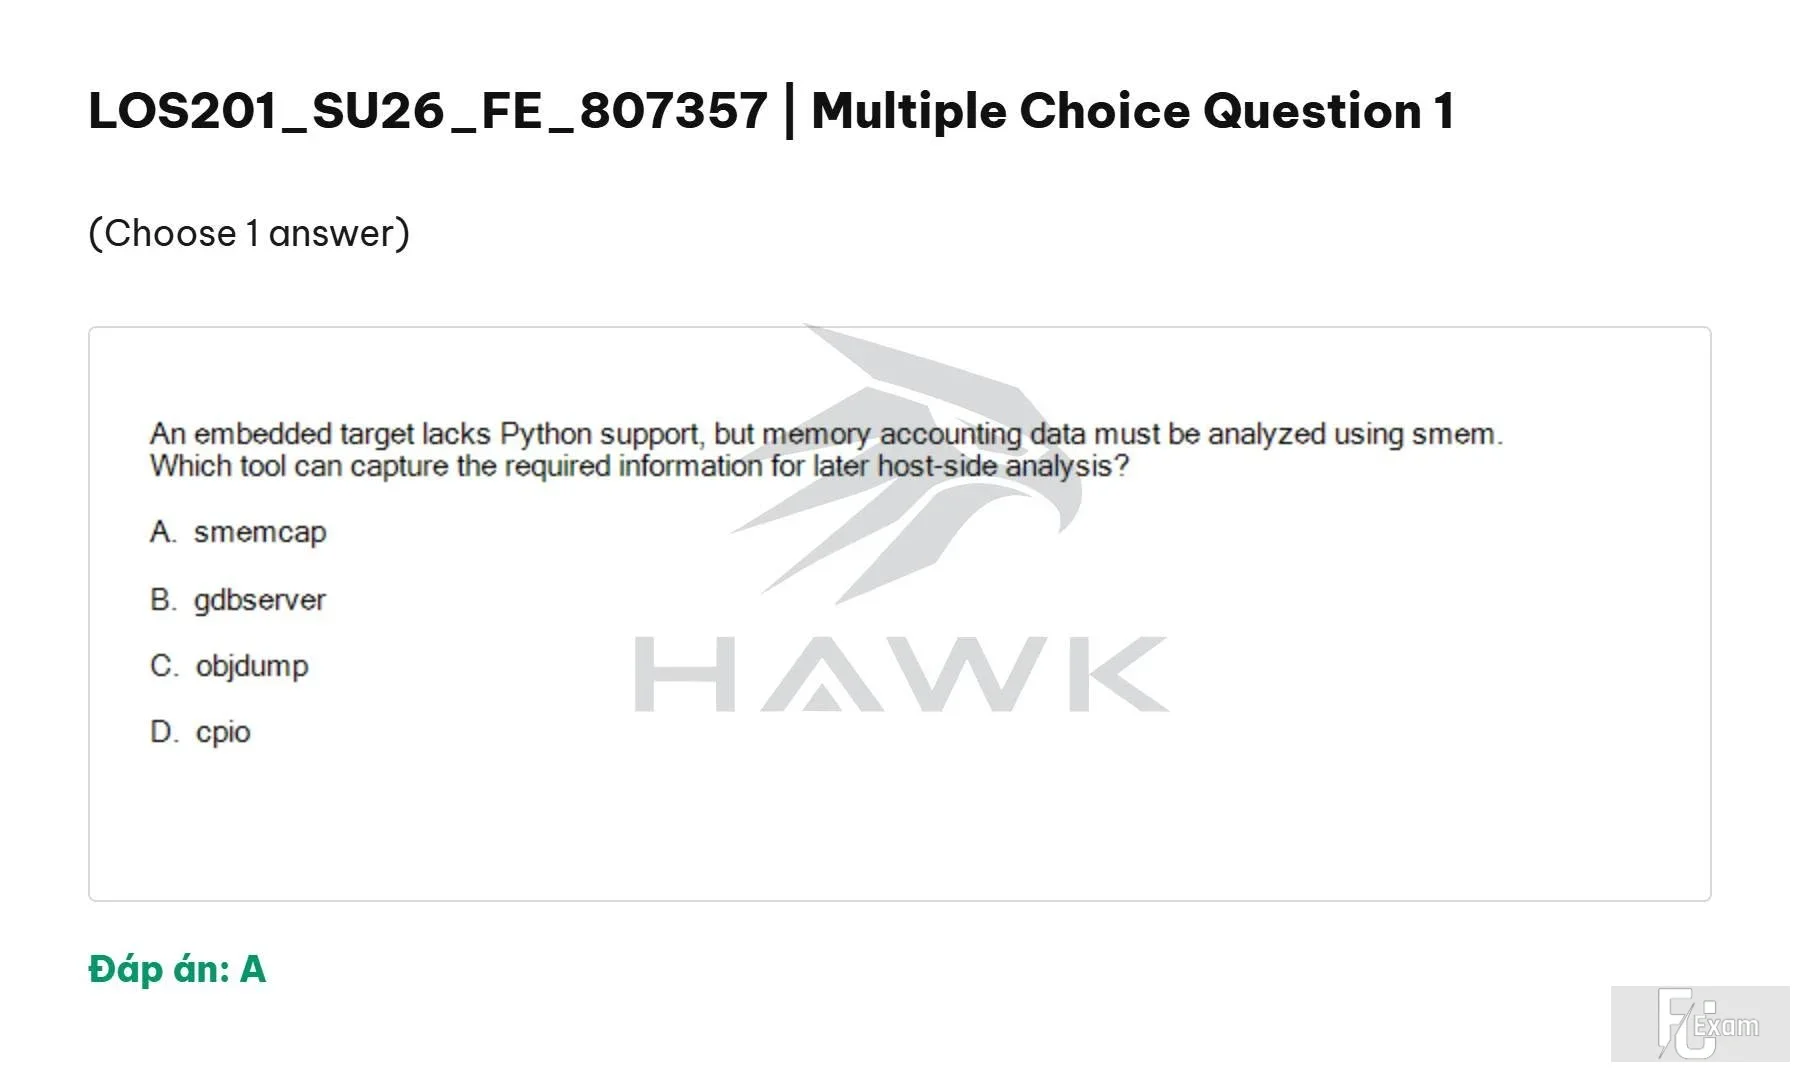 LOS201_SU26_FE_807357 | Multiple Choice Question 1
(Choose 1 answer)
An embedded target lacks Python support, but memory accounting data must be analyzed using smem.
Which tool can capture the required information for later host-side analysis?
A. smemcap
B. gdbserver
C. objdump
D. cpio
HAWK
Đáp án: A
FU Exam